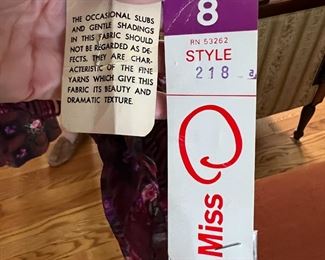 THE OCCASIONAL SLUBS
AND GENTLE SHADINGS
IN THIS FABRIC SHOULD
NOT BE REGARDED AS DE-
FECTS. THEY ARE CHAR-
ACTERISTIC OF THE FINE
YARNS WHICH GIVE THIS
FABRIC ITS BEAUTY AND
DRAMATIC TEXTURE.
8
RN 53262
STYLE
218
Miss O